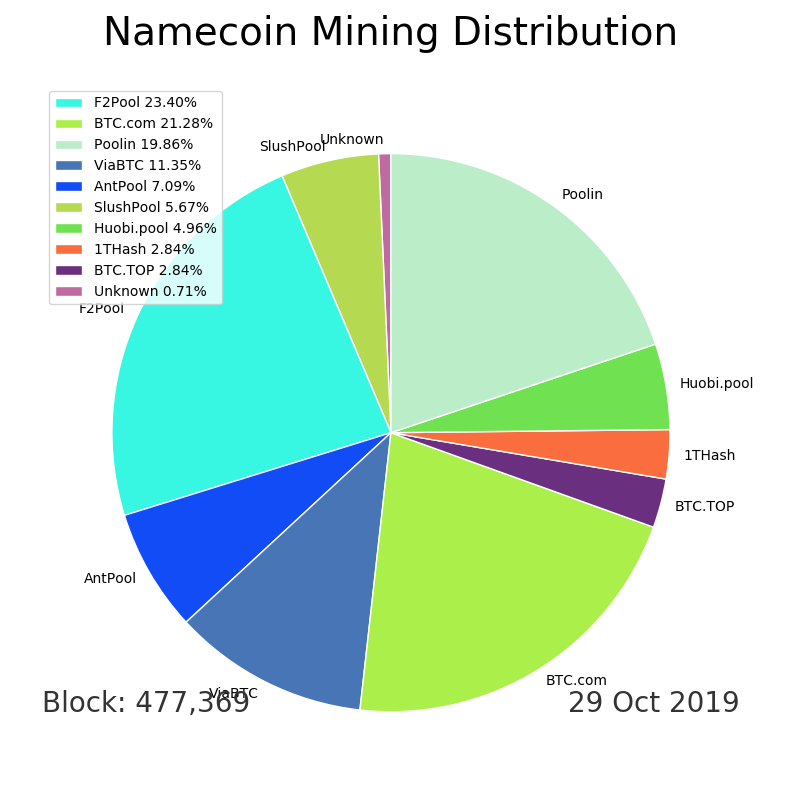 Namecoin Mining Distribution
F2Pool 23.40%
BTC.com 21.28%
Poolin 19.86%
ViaBTC 11.35%
AntPool 7.09%
SlushPool 5.67%
Huobi.pool 4.96%
1THash 2.84%
BTC.TOP 2.84%
Unknown 0.71%
Unknown
SlushPool
Poolin
F2Pool
Huobi.pool
1THash
BTC.TOP
AntPool
BTC.com
ViaBTC
Block: 477,369
29 Oct 2019